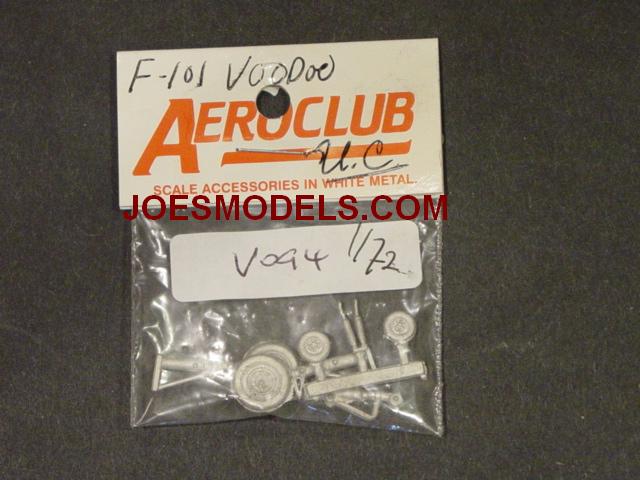 F-101 VOODOO
AEROCLUB
U.C.
SCALE ACCESSORIES IN WHITE METAL.
JOESMODELS.COM
V094 1/72